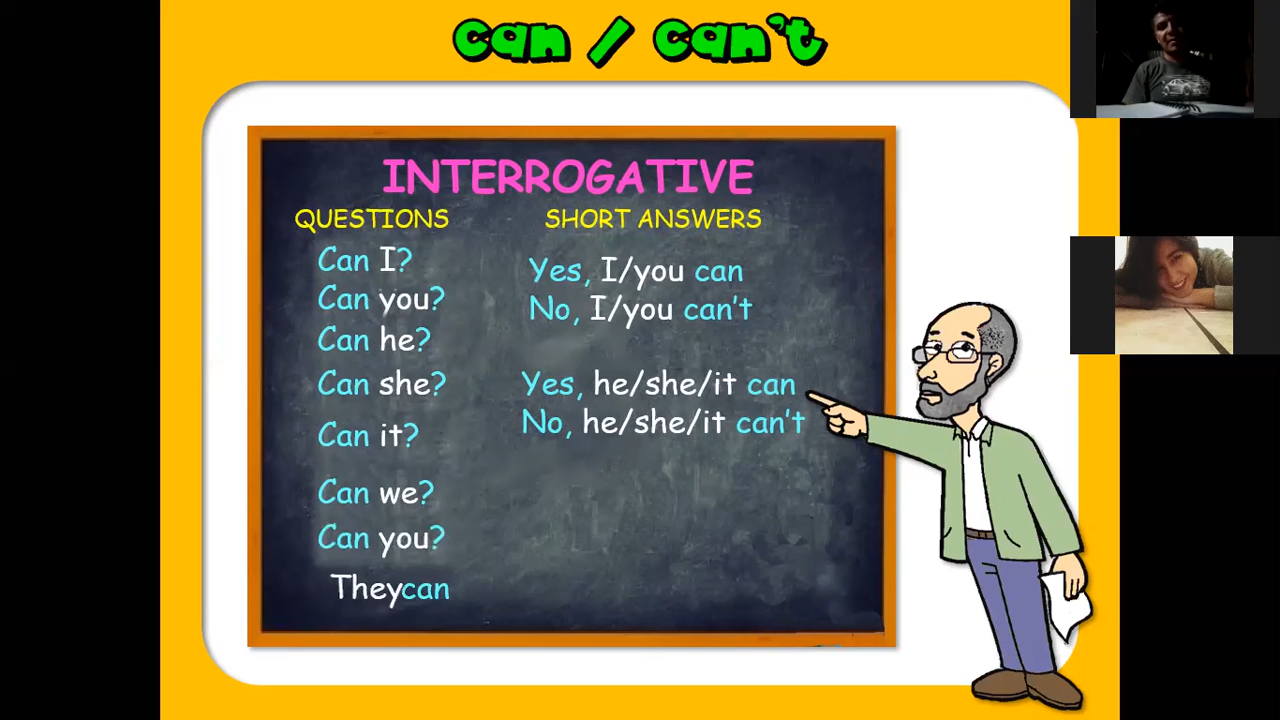 can / can't
INTERROGATIVE
QUESTIONS
SHORT ANSWERS
Can I?
Can you?
Can he?
Can she?
Can it?
Can we?
Can you?
Theycan
Yes, I/you can
No, I/you can't
Yes, he/she/it can
No, he/she/it can't